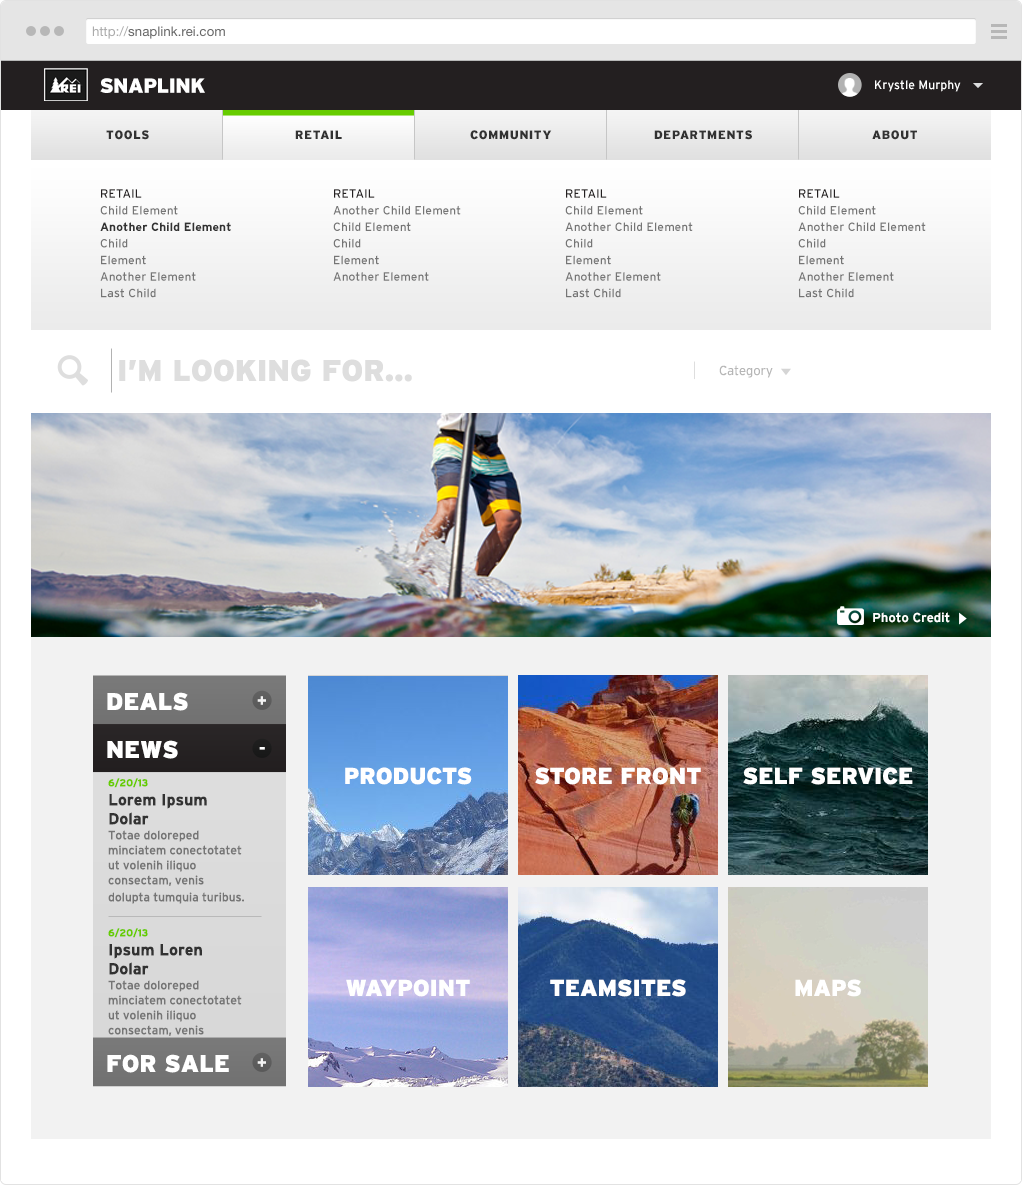 http://snaplink.rei.com
REI SNAPLINK
Krystle Murphy
TOOLS
RETAIL
COMMUNITY
DEPARTMENTS
ABOUT
RETAIL
Child Element
Another Child Element
Child
Element
Another Element
Last Child
RETAIL
Another Child Element
Child Element
Child
Element
Another Element
RETAIL
Child Element
Another Child Element
Child
Element
Another Element
Last Child
RETAIL
Child Element
Another Child Element
Child
Element
Another Element
Last Child
I'M LOOKING FOR...
Category
Photo Credit
DEALS
+
NEWS
-
6/20/13
Lorem Ipsum
Dolar
Totae doloreped
minciatem conectotatet
ut volenih iliquo
consectam, venis
dolupta tumquia turibus.
6/20/13
Ipsum Loren
Dolar
Totae doloreped
minciatem conectotatet
ut volenih iliquo
consectam, venis
FOR SALE
+
PRODUCTS
STORE FRONT
SELF SERVICE
WAYPOINT
TEAMSITES
MAPS